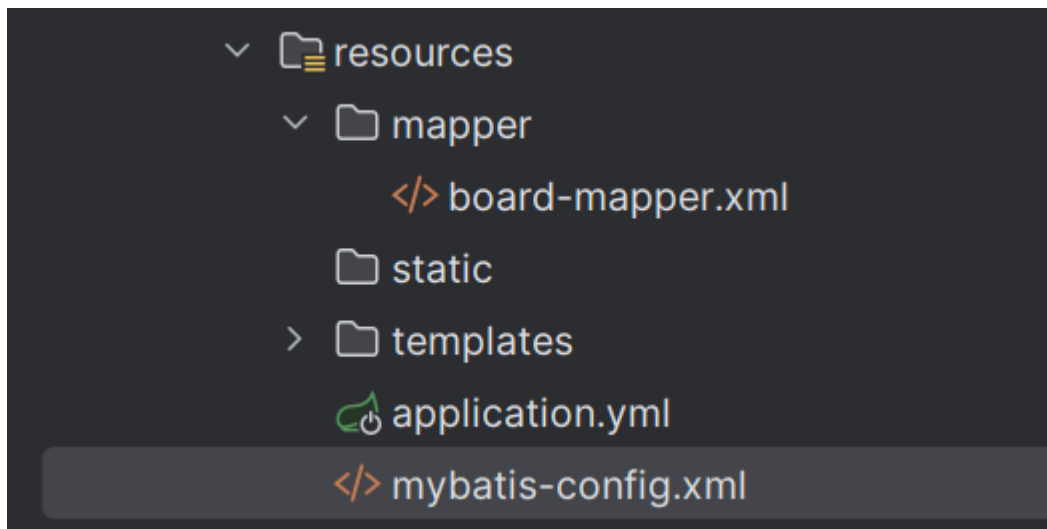 resources
mapper
board-mapper.xml
static
templates
application.yml
mybatis-config.xml